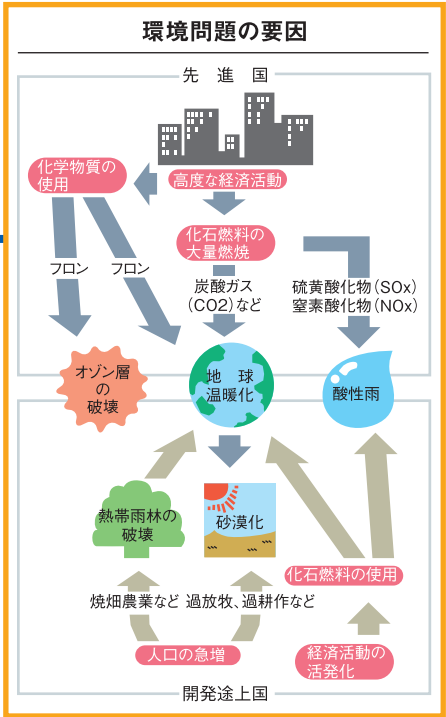 環境問題の要因
先進国
化学物質の
使用
高度な経済活動
化石燃料の
大量燃焼
フロン
フロン
炭酸ガス
(CO2)など
硫黄酸化物(SOx)
窒素酸化物(NOx)
オゾン層
の
破壊
地球
温暖化
酸性雨
熱帯雨林の
破壊
砂漠化
化石燃料の使用
焼畑農業など
過放牧、過耕作など
人口の急増
経済活動の
活発化
開発途上国